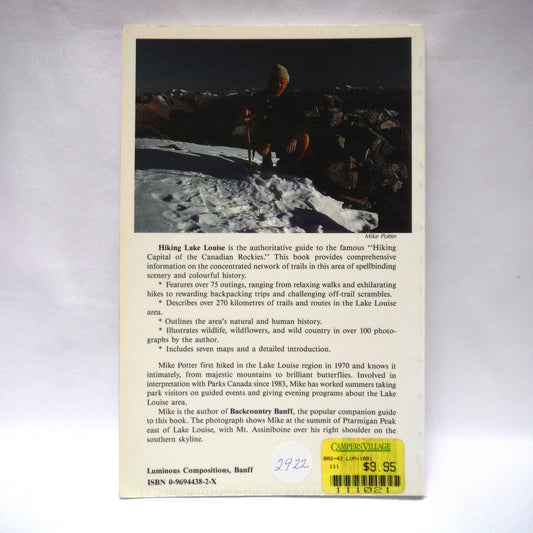 Mike Potter
Hiking Lake Louise is the authoritative guide to the famous "Hiking
Capital of the Canadian Rockies." This book provides comprehensive
information on the concentrated network of trails in this area of spellbinding
scenery and colourful history.
* Features over 75 outings, ranging from relaxing walks and exhilarating
hikes to rewarding backpacking trips and challenging off-trail scrambles.
* Describes over 270 kilometres of trails and routes in the Lake Louise
area.
* Outlines the area's natural and human history.
* Illustrates wildlife, wildflowers, and wild country in over 100 photo-
graphs by the author.
* Includes seven maps and a detailed introduction.
Mike Potter first hiked in the Lake Louise region in 1970 and knows it
intimately, from majestic mountains to brilliant butterflies. Involved in
interpretation with Parks Canada since 1983, Mike has worked summers taking
park visitors on guided events and giving evening programs about the Lake
Louise area.
Mike is the author of Backcountry Banff, the popular companion guide
to this book. The photograph shows Mike at the summit of Ptarmigan Peak
east of Lake Louise, with Mt. Assiniboine over his right shoulder on the
southern skyline.
Luminous Compositions, Banff
ISBN 0-9694438-2-X
2922
CAMPERS VILLAGE
002-42 LUM-1001
111 $9.95
111021